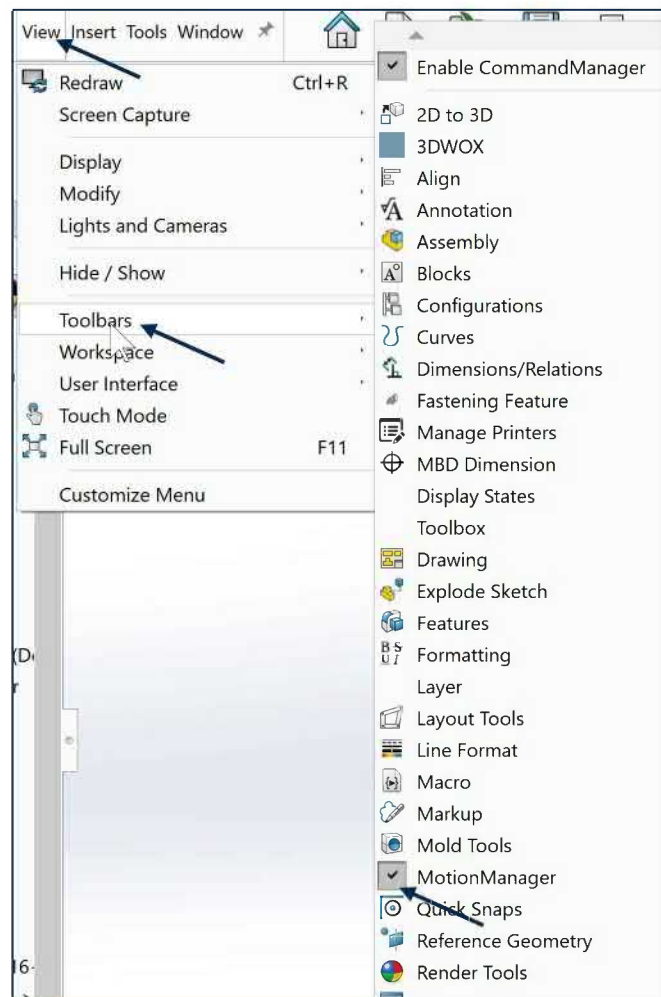 View Insert Tools Window
Redraw Ctrl+R
Screen Capture
Display
Modify
Lights and Cameras
Hide / Show
Toolbars
Workspace
User Interface
Touch Mode
Full Screen F11
Customize Menu
(D
r
16-
Enable CommandManager
2D to 3D
3DWOX
Align
Annotation
Assembly
Blocks
Configurations
Curves
Dimensions/Relations
Fastening Feature
Manage Printers
MBD Dimension
Display States
Toolbox
Drawing
Explode Sketch
Features
Formatting
Layer
Layout Tools
Line Format
Macro
Markup
Mold Tools
MotionManager
Quick Snaps
Reference Geometry
Render Tools